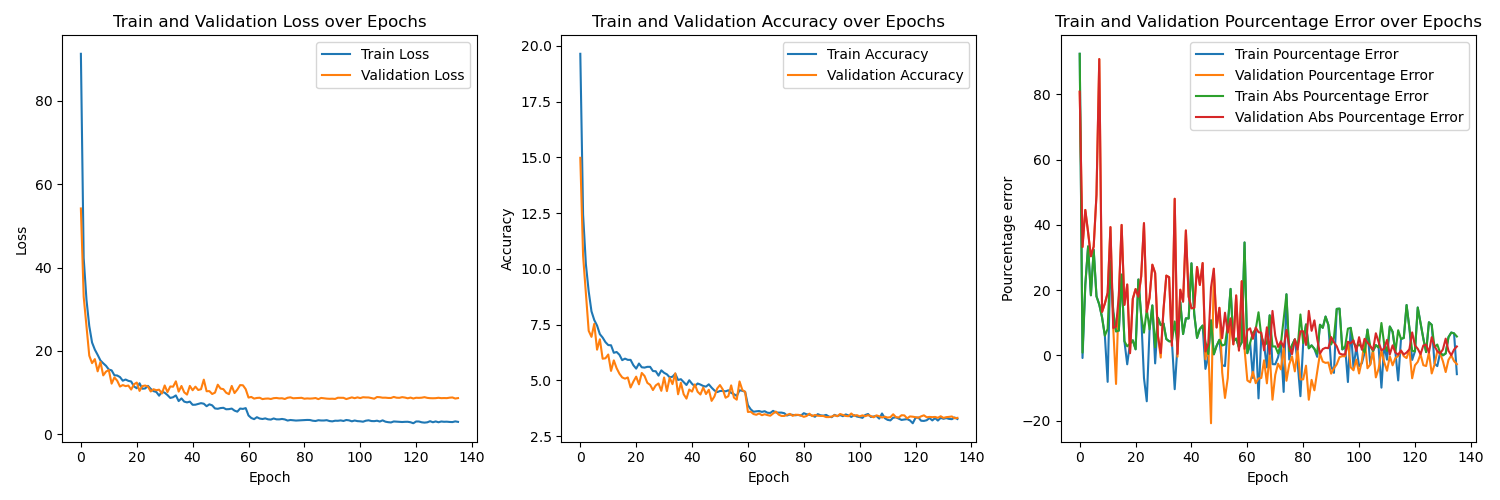 Train and Validation Loss over Epochs
Train Loss
Validation Loss
80
60
40
20
0
Loss
0 20 40 60 80 100 120 140
Epoch
Train and Validation Accuracy over Epochs
Train Accuracy
Validation Accuracy
20.0
17.5
15.0
12.5
10.0
7.5
5.0
2.5
Accuracy
0 20 40 60 80 100 120 140
Epoch
Train and Validation Pourcentage Error over Epochs
Train Pourcentage Error
Validation Pourcentage Error
Train Abs Pourcentage Error
Validation Abs Pourcentage Error
80
60
40
20
0
−20
Pourcentage error
0 20 40 60 80 100 120 140
Epoch